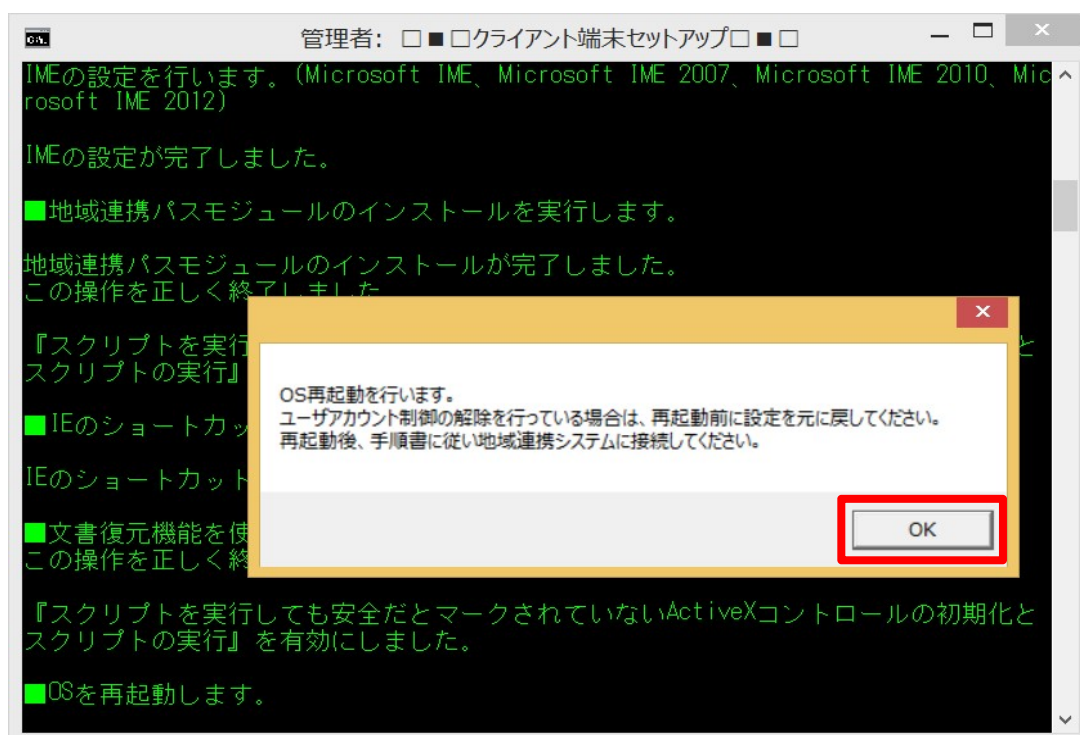 管理者: □■□クライアント端末セットアップ□■□
IMEの設定を行います。(Microsoft IME、Microsoft IME 2007、Microsoft IME 2010、Mic
rosoft IME 2012)
IMEの設定が完了しました。
■地域連携パスモジュールのインストールを実行します。
地域連携パスモジュールのインストールが完了しました。
この操作を正しく終了しました
『スクリプトを実行
と
スクリプトの実行』
■IEのショートカッ
IEのショートカット
■文書復元機能を使
この操作を正しく終
OS再起動を行います。
ユーザアカウント制御の解除を行っている場合は、再起動前に設定を元に戻してください。
再起動後、手順書に従い地域連携システムに接続してください。
OK
『スクリプトを実行しても安全だとマークされていないActiveXコントロールの初期化と
スクリプトの実行』を有効にしました。
■OSを再起動します。